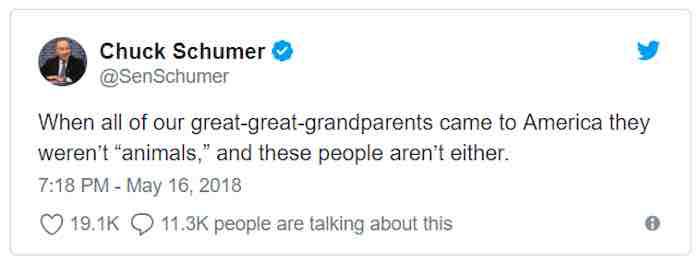 Chuck Schumer
@SenSchumer
When all of our great-great-grandparents came to America they
weren’t “animals,” and these people aren’t either.
7:18 PM - May 16, 2018
19.1K 11.3K people are talking about this